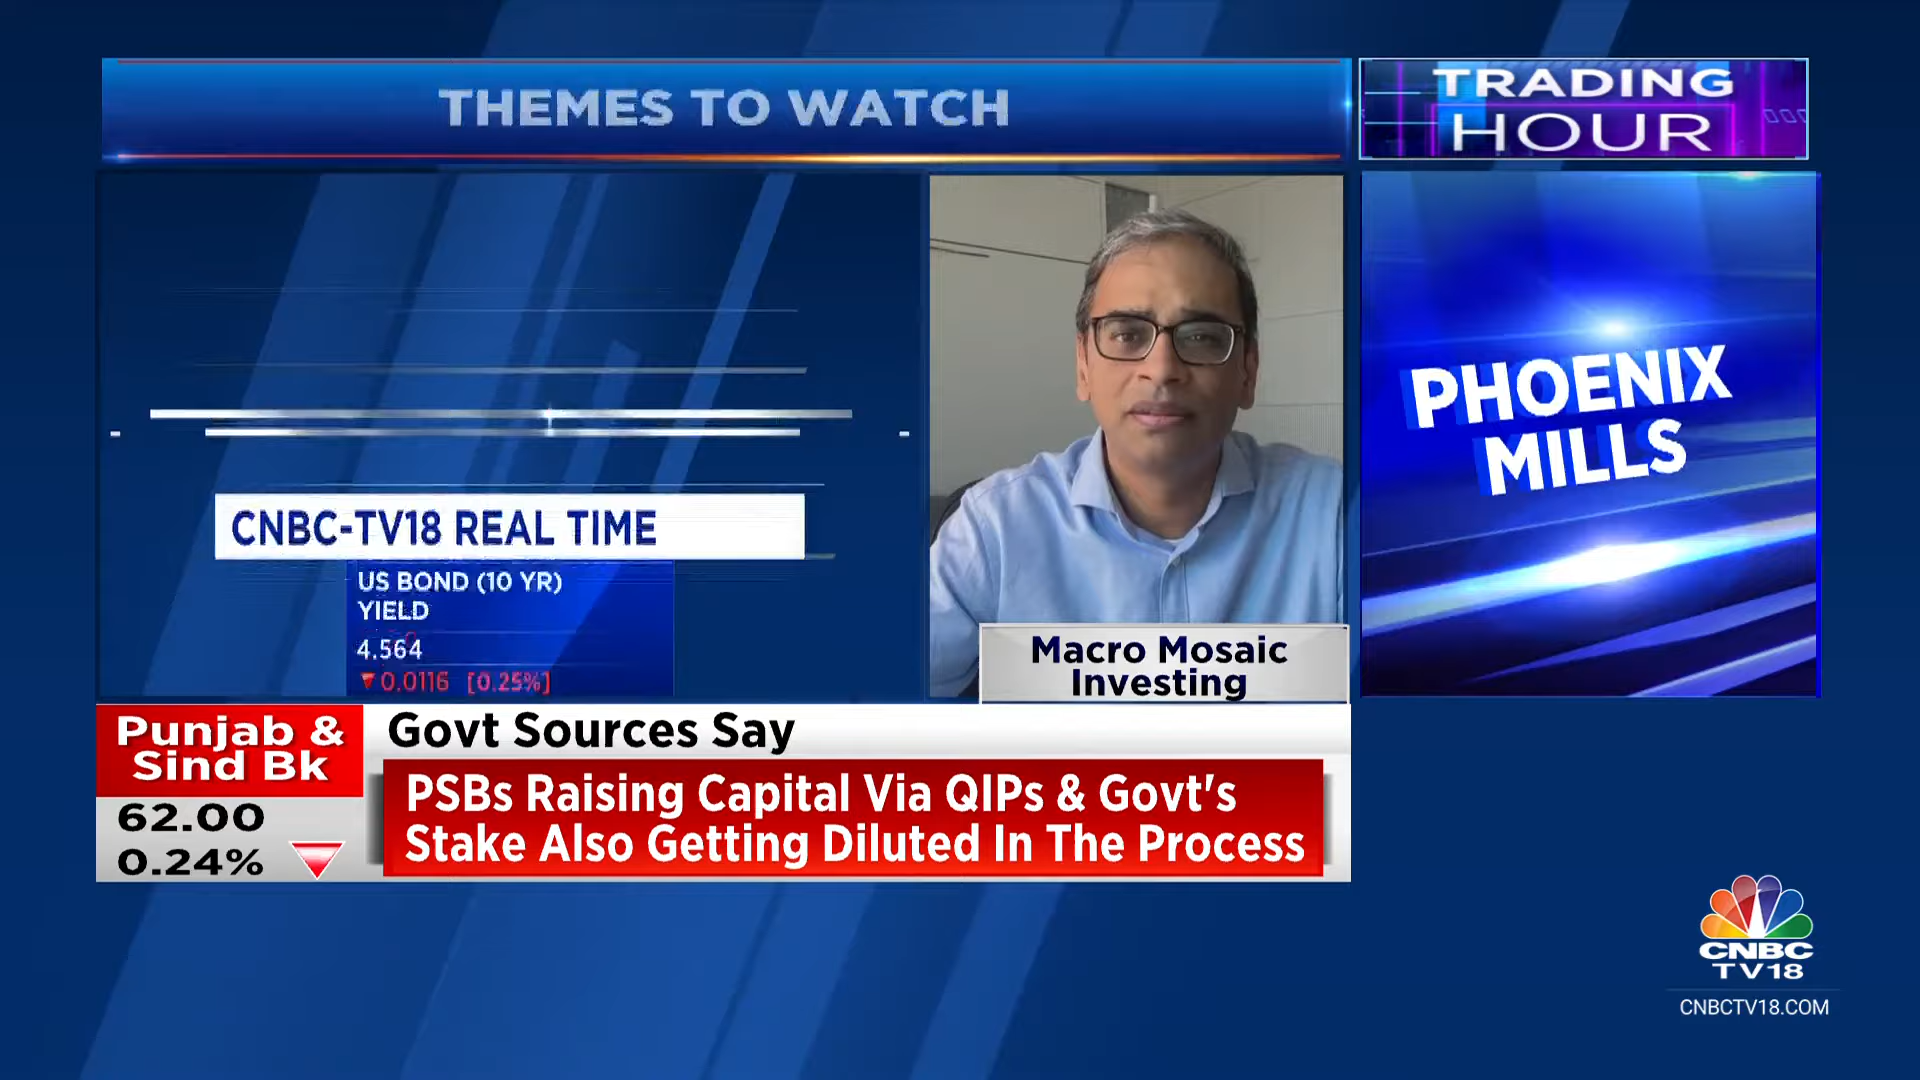 THEMES TO WATCH
TRADING
HOUR
PHOENIX
MILLS
CNBC-TV18 REAL TIME
US BOND (10 YR)
YIELD
4.564
▼0.0116 [0.25%]
Macro Mosaic
Investing
Punjab &
Sind Bk
62.00
0.24%
Govt Sources Say
PSBs Raising Capital Via QIPs & Govt's
Stake Also Getting Diluted In The Process
CNBC
TV18
CNBCTV18.COM